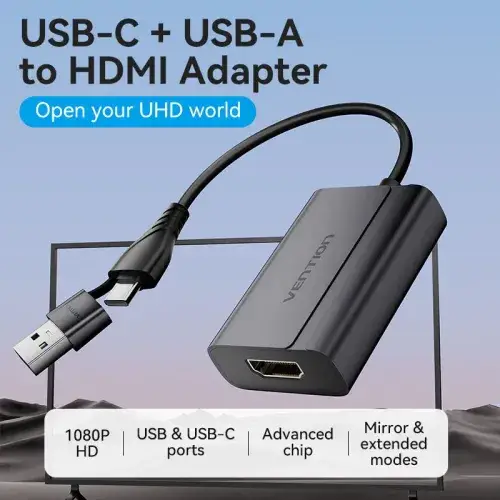 USB-C + USB-A
to HDMI Adapter
Open your UHD world
VENTION
1080P
HD
USB & USB-C
ports
Advanced
chip
Mirror &
extended
modes